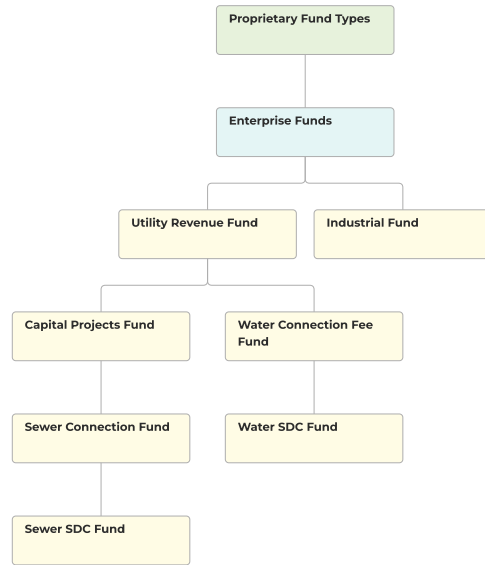 Proprietary Fund Types
Enterprise Funds
Utility Revenue Fund
Industrial Fund
Capital Projects Fund
Water Connection Fee
Fund
Sewer Connection Fund
Water SDC Fund
Sewer SDC Fund